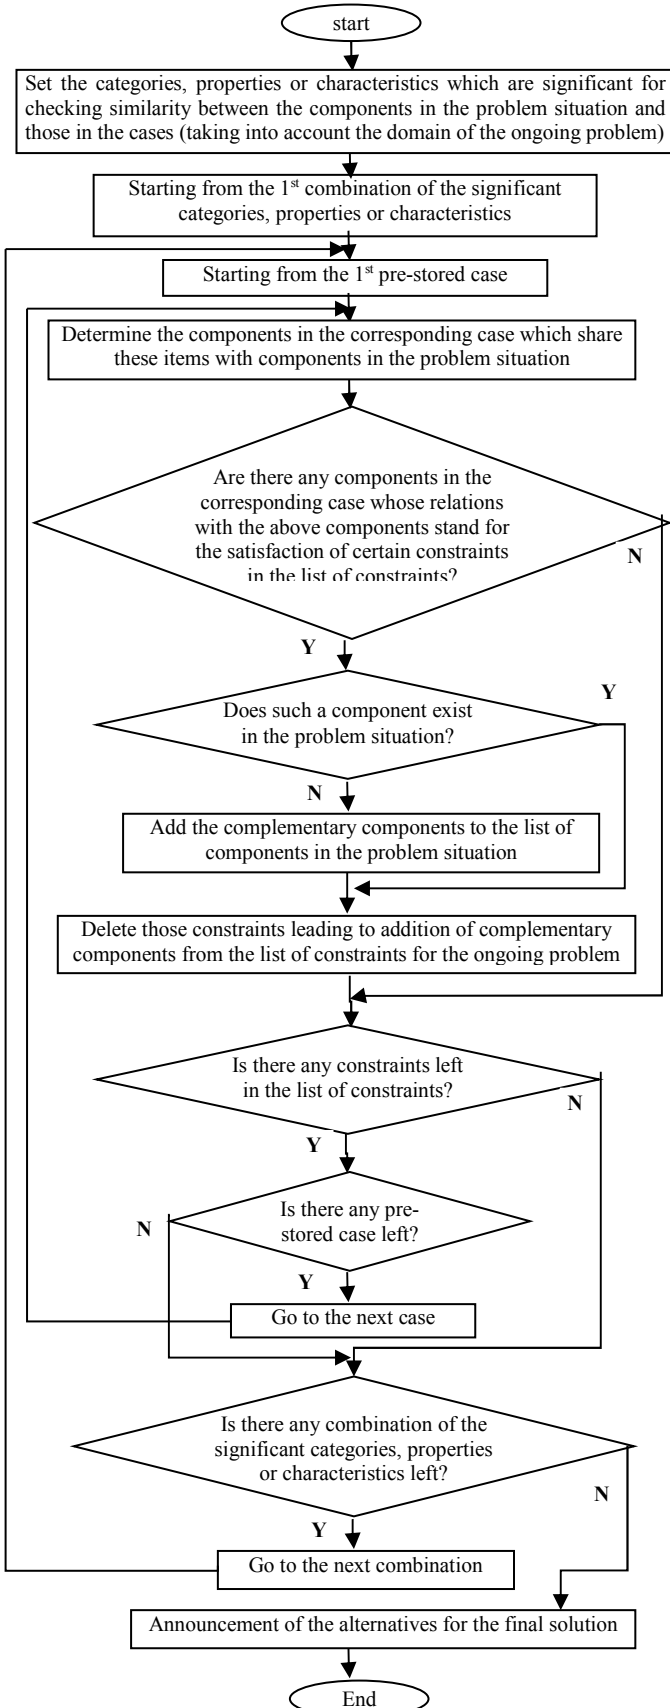 start
Set the categories, properties or characteristics which are significant for
checking similarity between the components in the problem situation and
those in the cases (taking into account the domain of the ongoing problem)
Starting from the 1st combination of the significant
categories, properties or characteristics
Starting from the 1st pre-stored case
Determine the components in the corresponding case which share
these items with components in the problem situation
Are there any components in the
corresponding case whose relations
with the above components stand for
the satisfaction of certain constraints
in the list of constraints?
N
Y
Does such a component exist
in the problem situation?
Y
N
Add the complementary components to the list of
components in the problem situation
Delete those constraints leading to addition of complementary
components from the list of constraints for the ongoing problem
Is there any constraints left
in the list of constraints?
N
Y
Is there any pre-
stored case left?
N
Y
Go to the next case
Is there any combination of the
significant categories, properties
or characteristics left?
N
Y
Go to the next combination
Announcement of the alternatives for the final solution
End